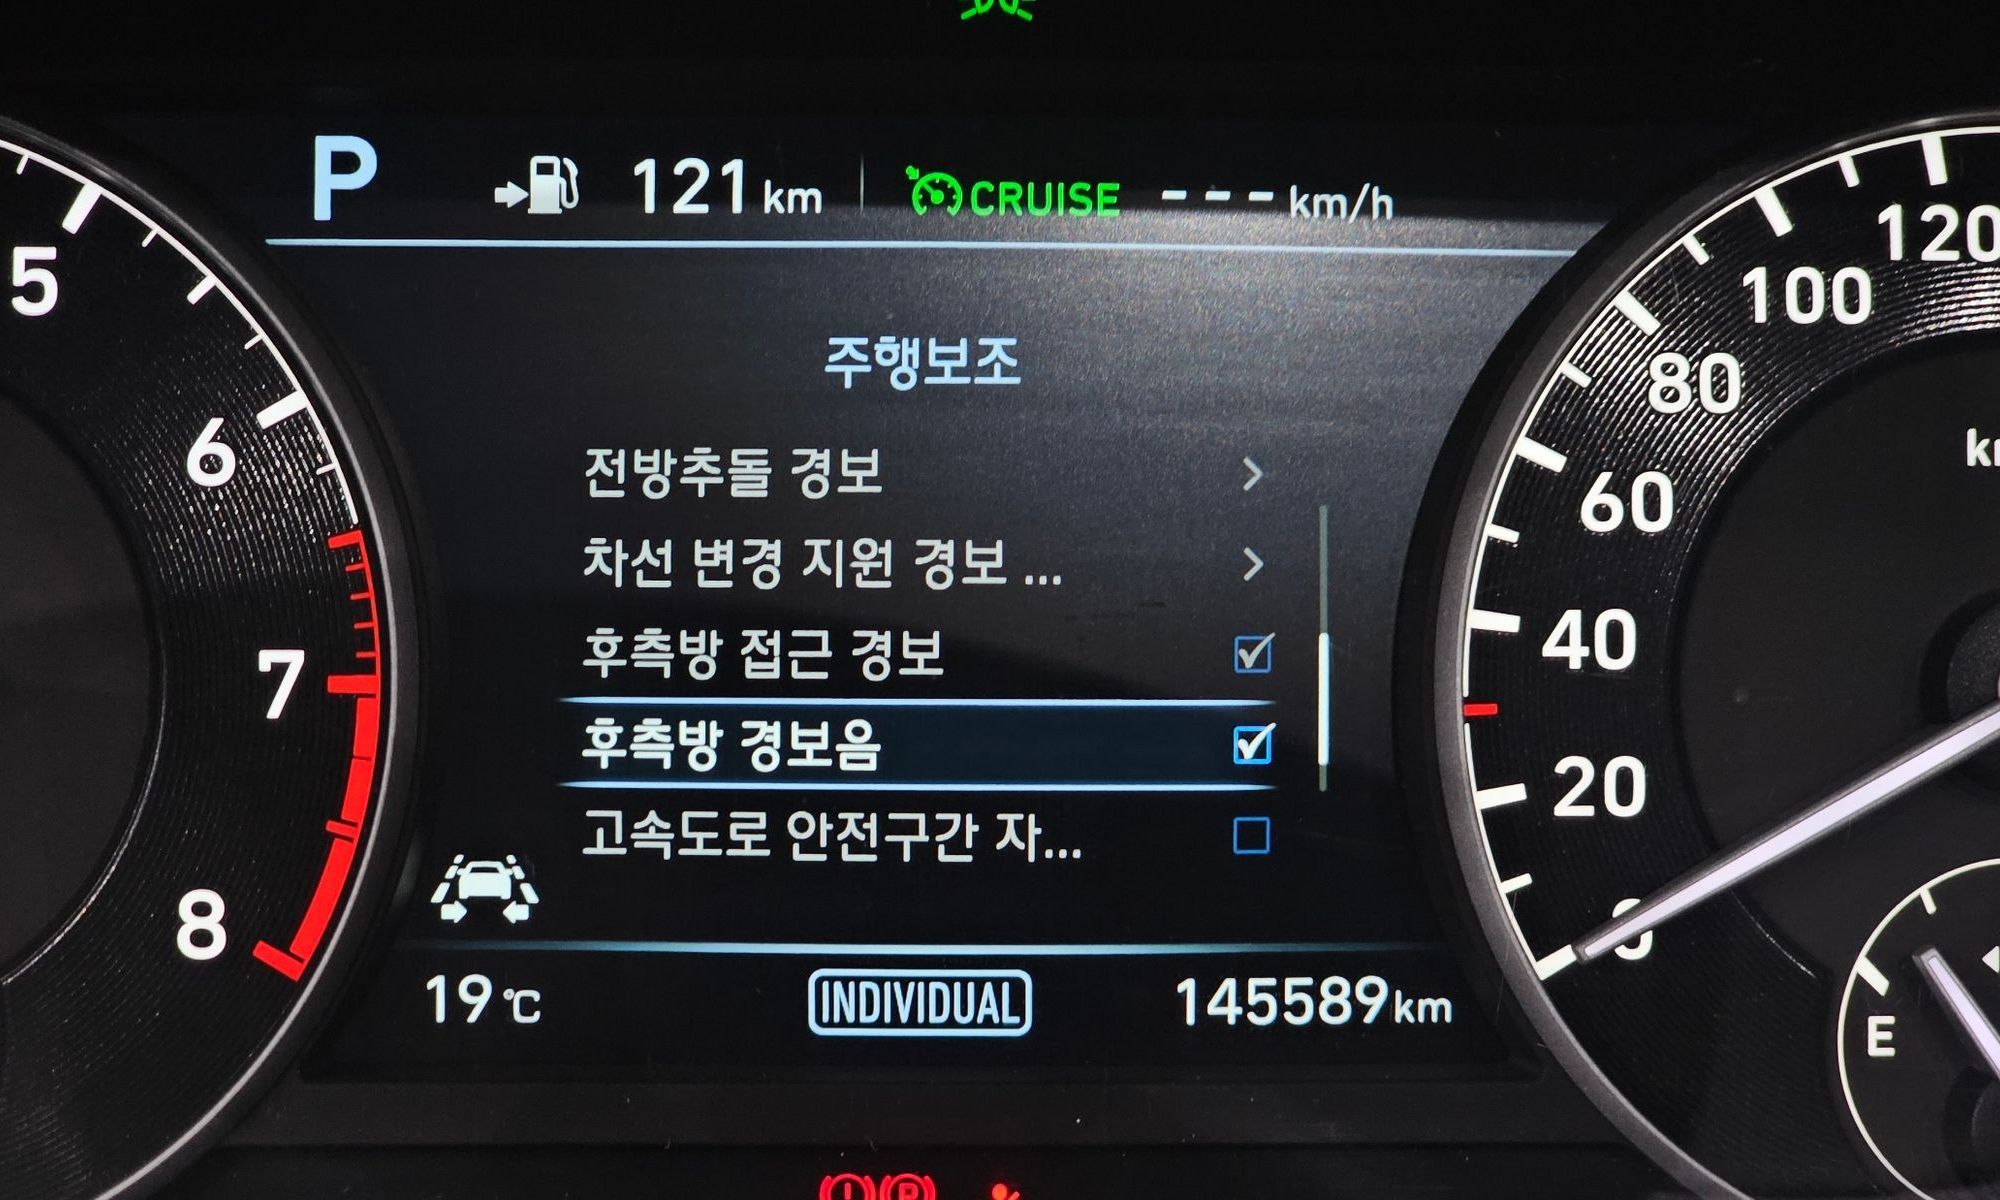 P 121 km CRUISE --- km/h
주행보조
전방추돌 경보
차선 변경 지원 경보 ...
후측방 접근 경보
후측방 경보음
고속도로 안전구간 자...
19 ℃ INDIVIDUAL 145589 km
5
6
7
8
120
100
80
60
40
20
0
E